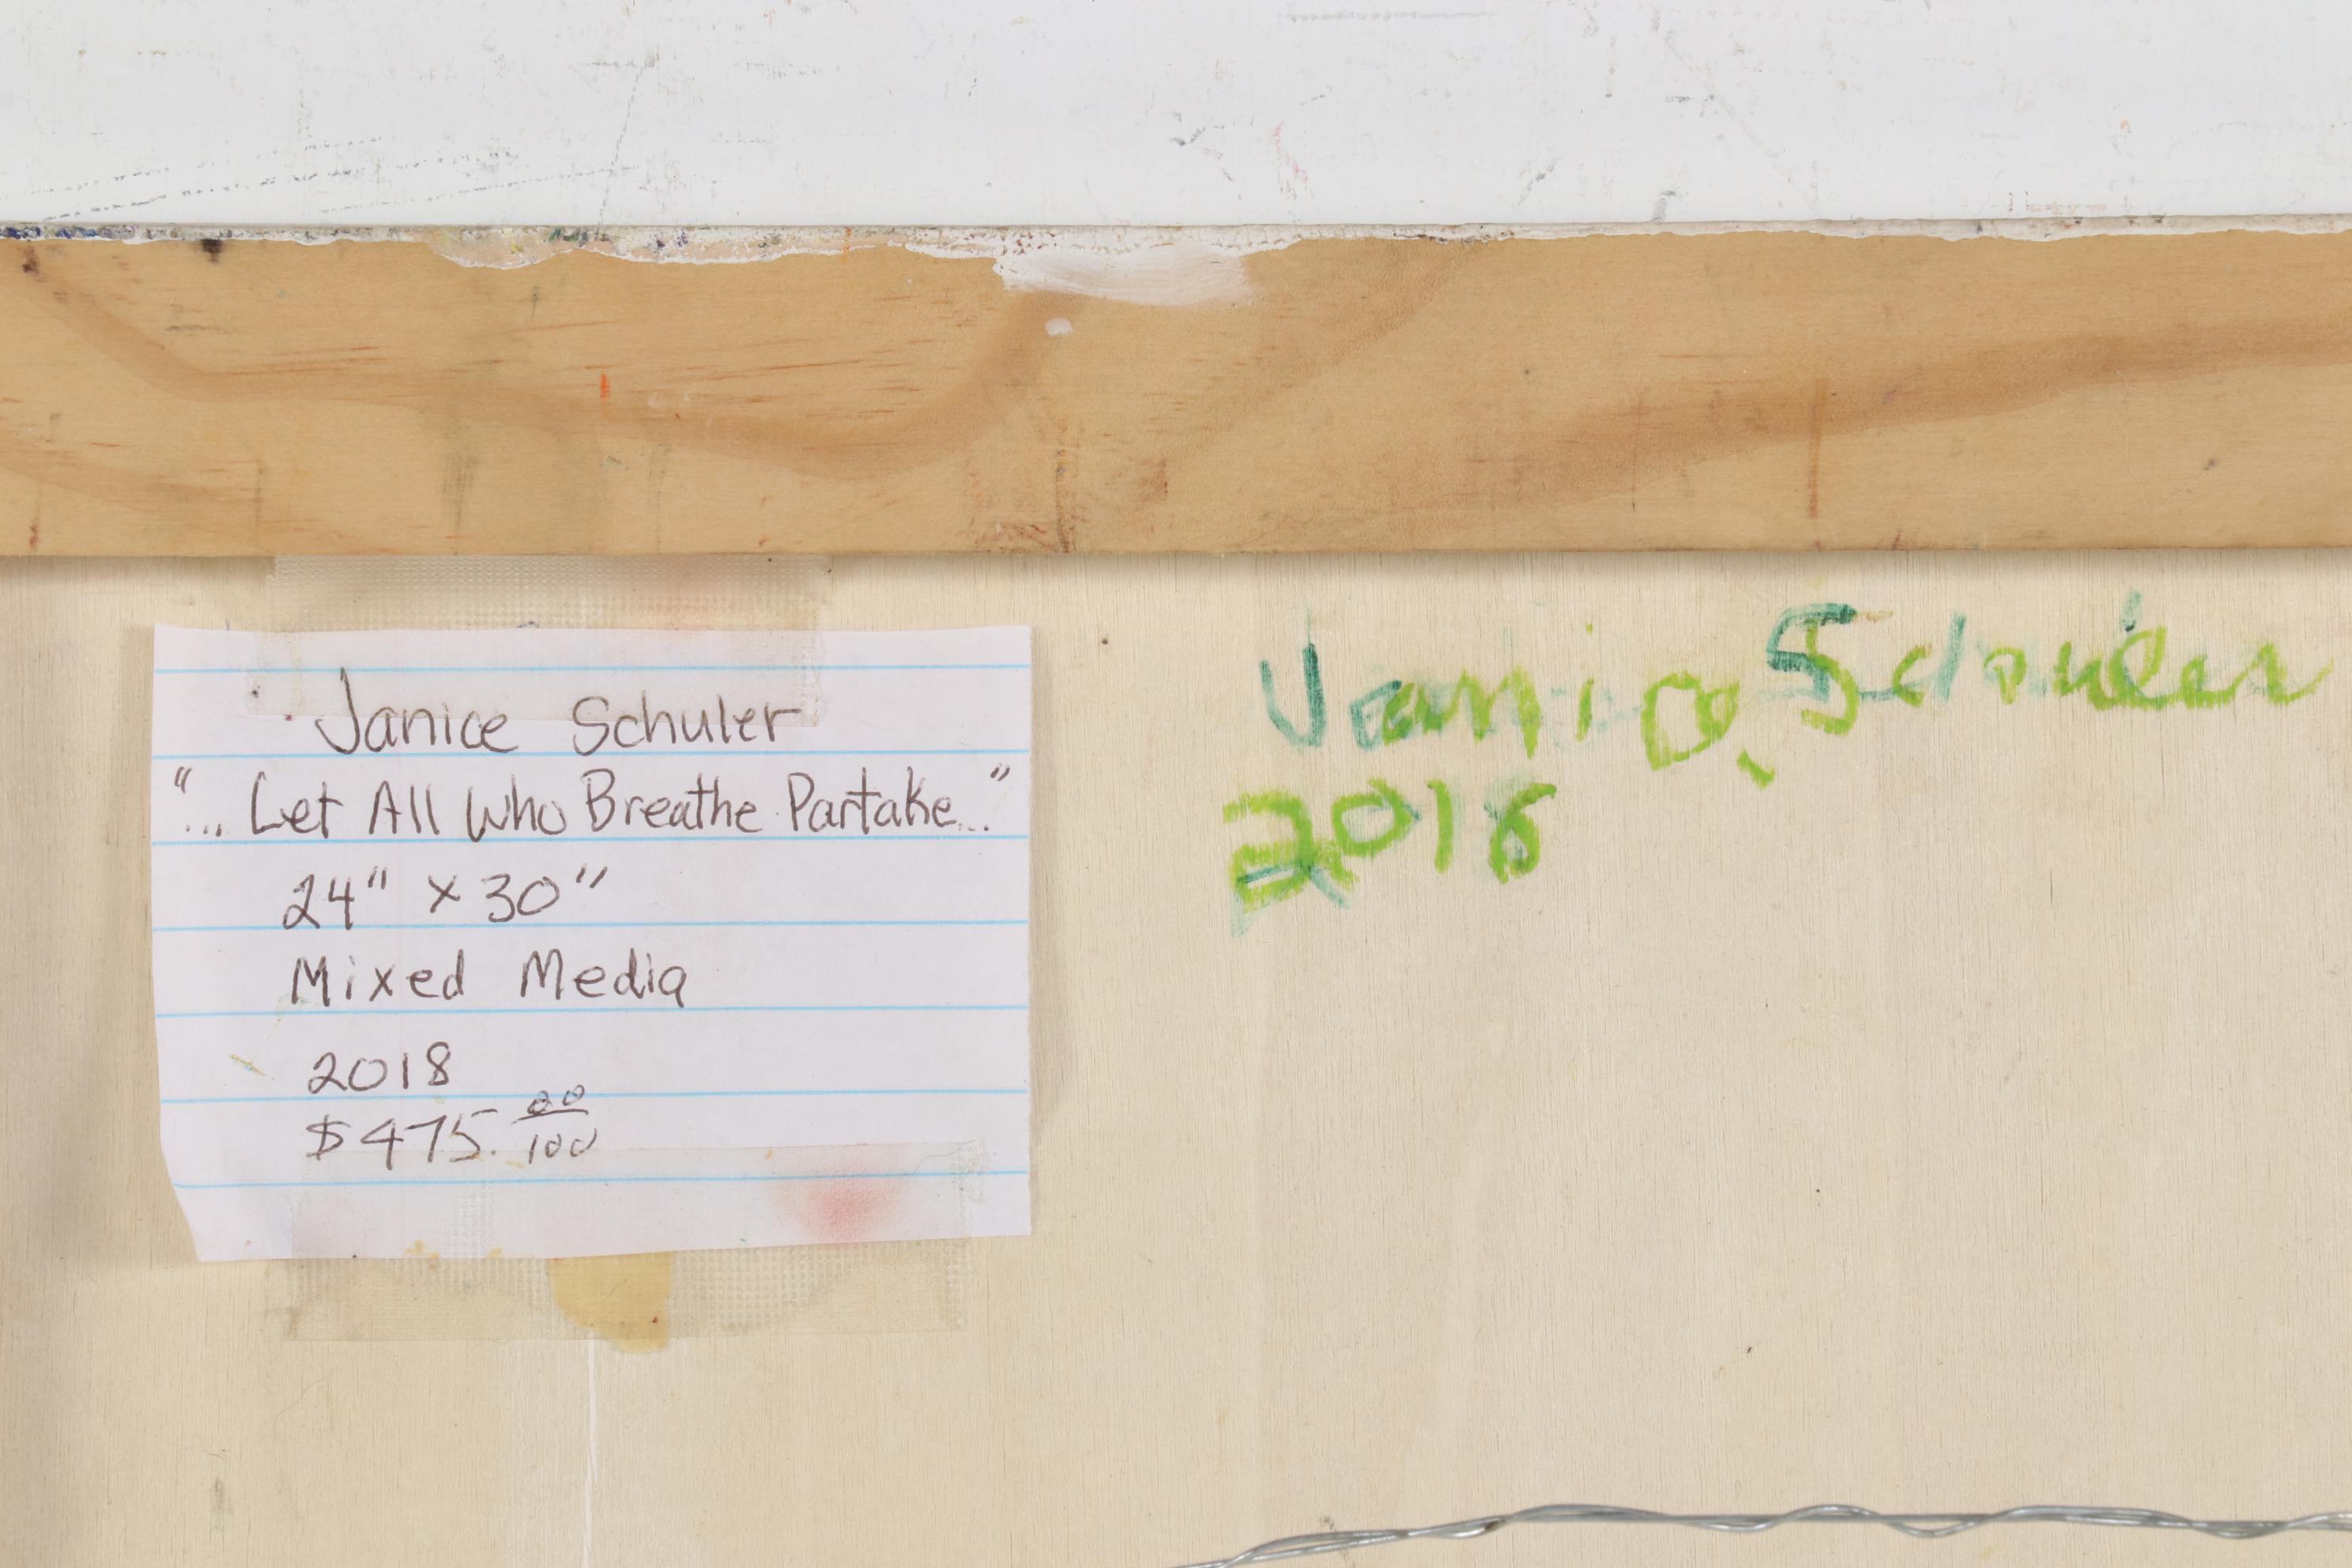 Janice Schuler
"... Let All Who Breathe Partake..."
24" x 30"
Mixed Media
2018
$475. 00/100
Janice Schuler
2018